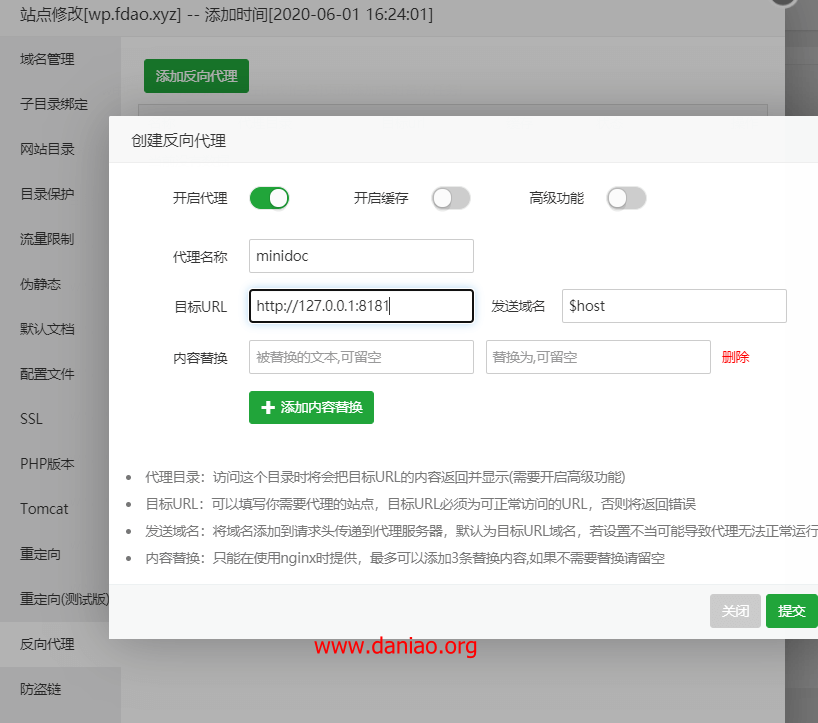 站点修改[wp.fdao.xyz] -- 添加时间[2020-06-01 16:24:01]
域名管理
子目录绑定
网站目录
目录保护
流量限制
伪静态
默认文档
配置文件
SSL
PHP版本
Tomcat
重定向
重定向(测试版)
反向代理
防盗链
添加反向代理
创建反向代理
开启代理 开启缓存 高级功能
代理名称 minidoc
目标URL http://127.0.0.1:8181 发送域名 $host
内容替换 被替换的文本,可留空 替换为,可留空 删除
添加内容替换
代理目录：访问这个目录时将会把目标URL的内容返回并显示(需要开启高级功能)
目标URL：可以填写你需要代理的站点，目标URL必须为可正常访问的URL，否则将返回错误
发送域名：将域名添加到请求头传递到代理服务器，默认为目标URL域名，若设置不当可能导致代理无法正常运行
内容替换：只能在使用nginx时提供，最多可以添加3条替换内容,如果不需要替换请留空
关闭 提交
www.daniao.org